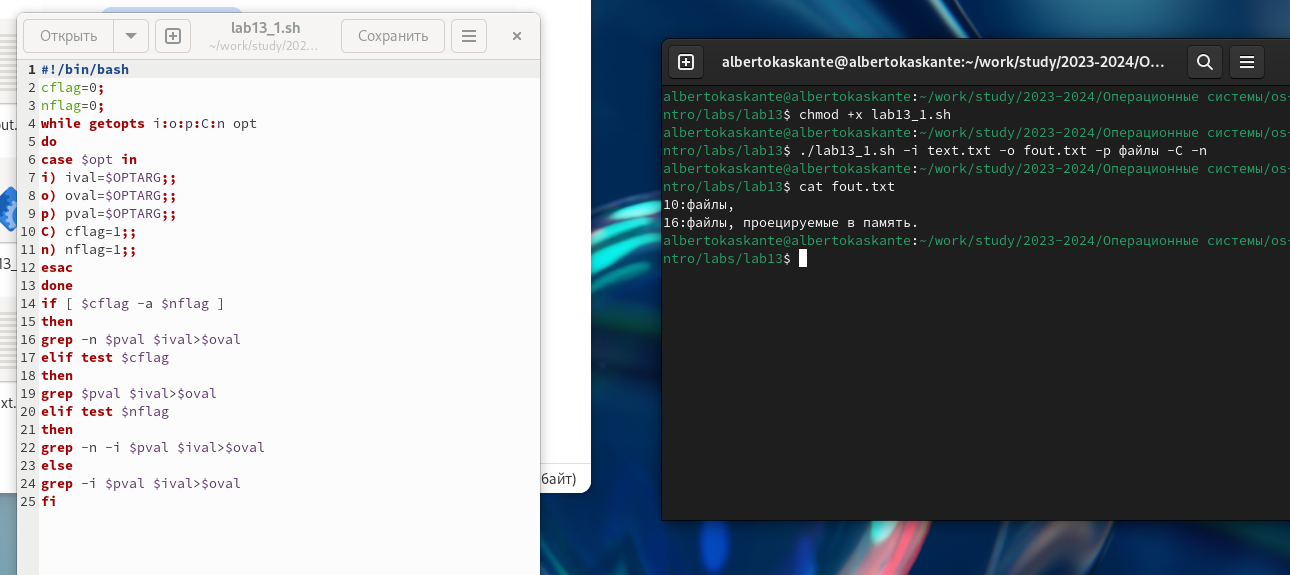 Открыть
lab13_1.sh
~/work/study/202...
Сохранить
1 #!/bin/bash
2 cflag=0;
3 nflag=0;
4 while getopts i:o:p:C:n opt
5 do
6 case $opt in
7 i) ival=$OPTARG;;
8 o) oval=$OPTARG;;
9 p) pval=$OPTARG;;
10 C) cflag=1;;
11 n) nflag=1;;
12 esac
13 done
14 if [ $cflag -a $nflag ]
15 then
16 grep -n $pval $ival>$oval
17 elif test $cflag
18 then
19 grep $pval $ival>$oval
20 elif test $nflag
21 then
22 grep -n -i $pval $ival>$oval
23 else
24 grep -i $pval $ival>$oval
25 fi
out.
13_
xt.
байт)
albertokaskante@albertokaskante:~/work/study/2023-2024/О...
albertokaskante@albertokaskante:~/work/study/2023-2024/Операционные системы/os-
ntro/labs/lab13$ chmod +x lab13_1.sh
albertokaskante@albertokaskante:~/work/study/2023-2024/Операционные системы/os-
ntro/labs/lab13$ ./lab13_1.sh -i text.txt -o fout.txt -p файлы -C -n
albertokaskante@albertokaskante:~/work/study/2023-2024/Операционные системы/os-
ntro/labs/lab13$ cat fout.txt
10:файлы,
16:файлы, проецируемые в память.
albertokaskante@albertokaskante:~/work/study/2023-2024/Операционные системы/os-
ntro/labs/lab13$